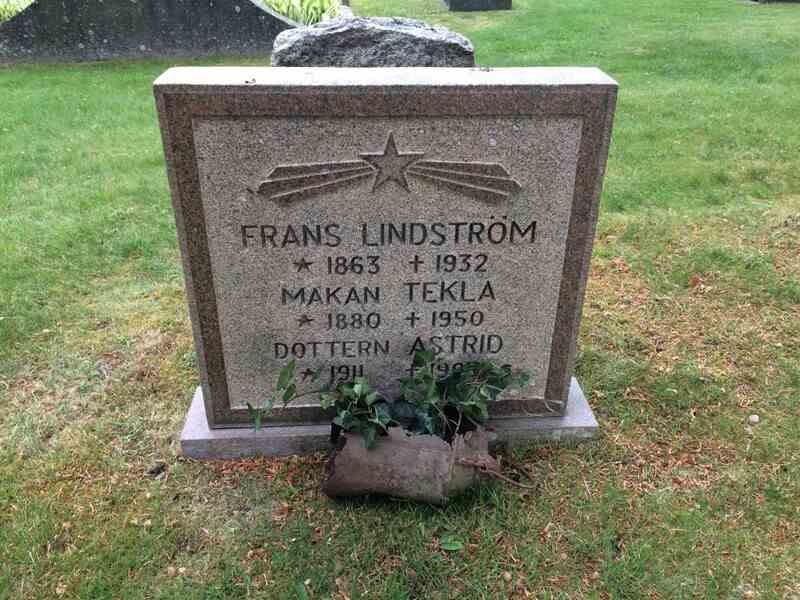 FRANS LINDSTRÖM
* 1863 † 1932
MAKAN TEKLA
* 1880 † 1950
DOTTERN ASTRID
* 1911 †